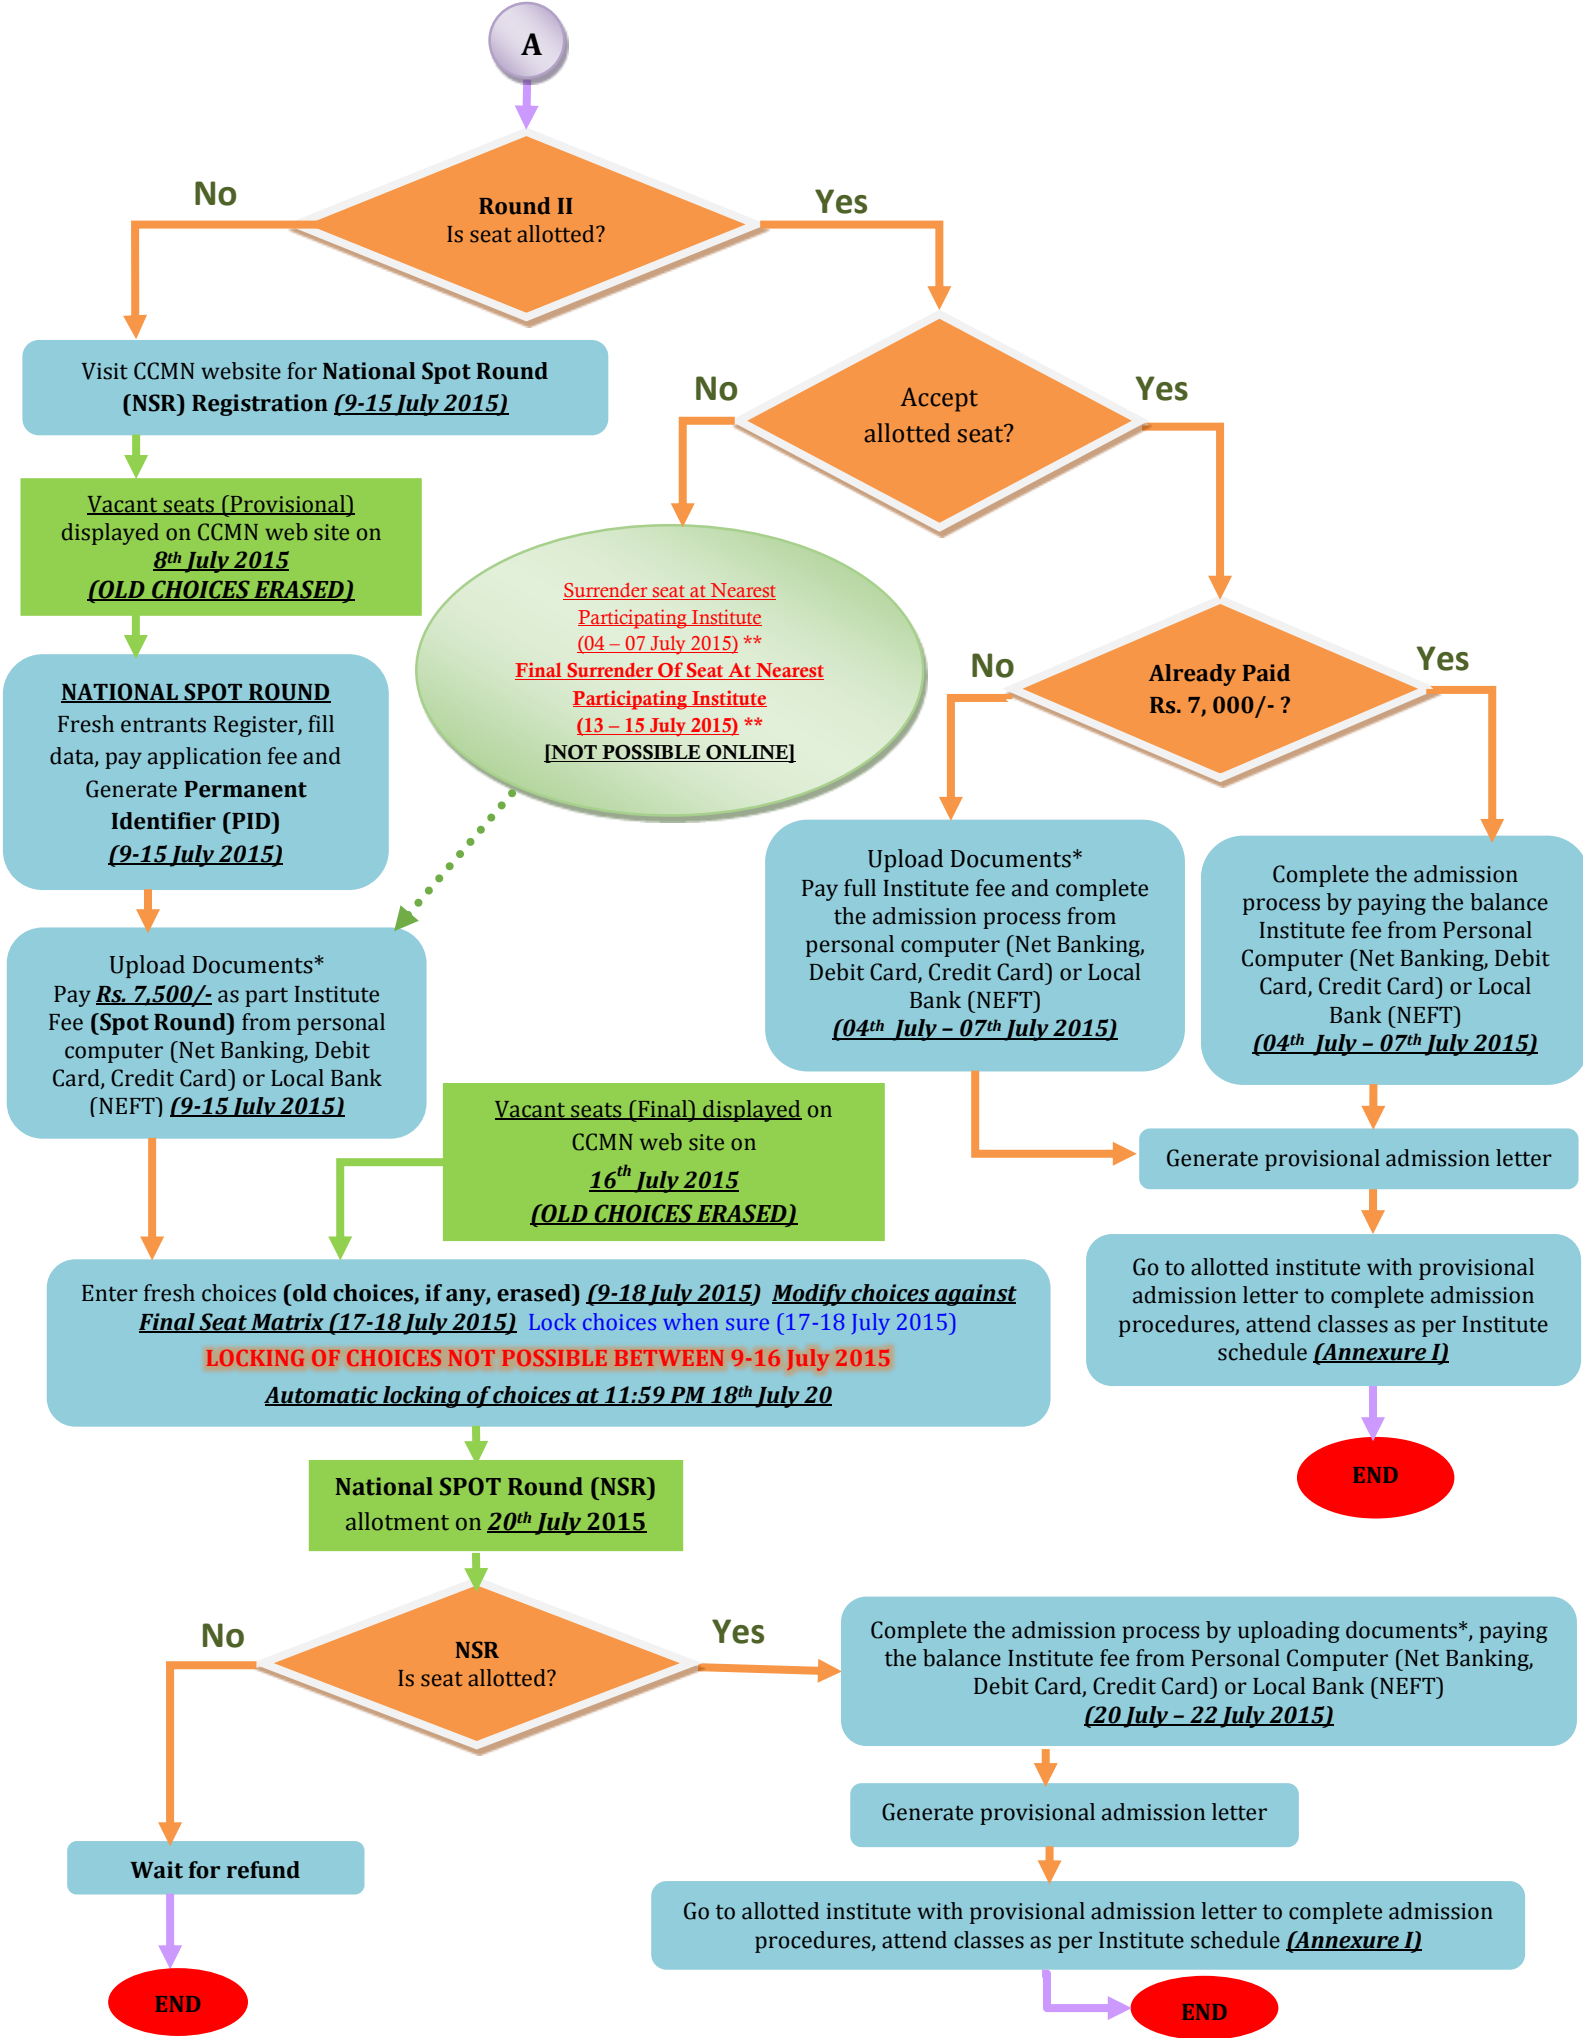 A
No
Yes
Round II
Is seat allotted?
Visit CCMN website for National Spot Round
(NSR) Registration (9-15 July 2015)
No
Yes
Accept
allotted seat?
Vacant seats (Provisional)
displayed on CCMN web site on
8th July 2015
(OLD CHOICES ERASED)
Surrender seat at Nearest
Participating Institute
(04 – 07 July 2015) **
Final Surrender Of Seat At Nearest
Participating Institute
(13 – 15 July 2015) **
[NOT POSSIBLE ONLINE]
No
Yes
Already Paid
Rs. 7, 000/- ?
NATIONAL SPOT ROUND
Fresh entrants Register, fill
data, pay application fee and
Generate Permanent
Identifier (PID)
(9-15 July 2015)
Upload Documents*
Pay full Institute fee and complete
the admission process from
personal computer (Net Banking,
Debit Card, Credit Card) or Local
Bank (NEFT)
(04th July – 07th July 2015)
Complete the admission
process by paying the balance
Institute fee from Personal
Computer (Net Banking, Debit
Card, Credit Card) or Local
Bank (NEFT)
(04th July – 07th July 2015)
Upload Documents*
Pay Rs. 7,500/- as part Institute
Fee (Spot Round) from personal
computer (Net Banking, Debit
Card, Credit Card) or Local Bank
(NEFT) (9-15 July 2015)
Vacant seats (Final) displayed on
CCMN web site on
16th July 2015
(OLD CHOICES ERASED)
Generate provisional admission letter
Go to allotted institute with provisional
admission letter to complete admission
procedures, attend classes as per Institute
schedule (Annexure I)
END
Enter fresh choices (old choices, if any, erased) (9-18 July 2015) Modify choices against
Final Seat Matrix (17-18 July 2015) Lock choices when sure (17-18 July 2015)
LOCKING OF CHOICES NOT POSSIBLE BETWEEN 9-16 July 2015
Automatic locking of choices at 11:59 PM 18th July 20
National SPOT Round (NSR)
allotment on 20th July 2015
No
Yes
NSR
Is seat allotted?
Complete the admission process by uploading documents*, paying
the balance Institute fee from Personal Computer (Net Banking,
Debit Card, Credit Card) or Local Bank (NEFT)
(20 July – 22 July 2015)
Generate provisional admission letter
Wait for refund
Go to allotted institute with provisional admission letter to complete admission
procedures, attend classes as per Institute schedule (Annexure I)
END
END